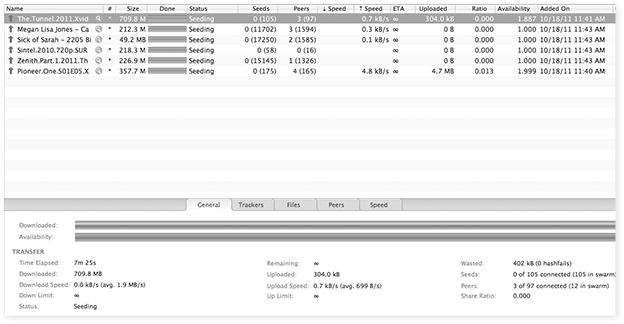 Name # Size Done Status Seeds Peers ↓ Speed ↑ Speed ETA Uploaded Ratio Availability Added On
The.Tunnel.2011.Xvid * 709.8 M Seeding 0 (105) 3 (97) 0.7 kB/s ∞ 304.0 kB 0.000 1.887 10/18/11 11:41 AM
Megan Lisa Jones - Ca * 212.3 M Seeding 0 (11702) 3 (1594) 0.3 kB/s ∞ 0 B 0.000 0.000 10/18/11 11:42 AM
Sick of Sarah - 2205 B * 49.2 MB Seeding 0 (17250) 2 (1585) 0.1 kB/s ∞ 0 B 0.000 0.000 10/18/11 11:42 AM
Sintel.2010.720p.SUR * 218.3 M Seeding 0 (58) 0 (16) ∞ 0 B 0.000 0.000 10/18/11 11:40 AM
Zenith.Part.1.2011.Th * 226.9 M Seeding 0 (15145) 1 (1326) ∞ 0 B 0.000 0.000 10/18/11 11:42 AM
Pioneer.One.S01E05.X * 357.7 M Seeding 0 (175) 4 (165) 4.8 kB/s ∞ 4.7 MB 0.013 1.999 10/18/11 11:40 AM
General Trackers Files Peers Speed
Downloaded:
Availability:
TRANSFER
Time Elapsed: 7m 25s Remaining: ∞ Wasted: 402 kB (0 hashfails)
Downloaded: 709.8 MB Uploaded: 304.0 kB Seeds: 0 of 105 connected (105 in swarm)
Download Speed: 0.0 kB/s (avg. 1.9 MB/s) Upload Speed: 0.7 kB/s (avg. 699 B/s) Peers: 3 of 97 connected (12 in swarm)
Down Limit: ∞ Up Limit: ∞ Share Ratio: 0.000
Status: Seeding